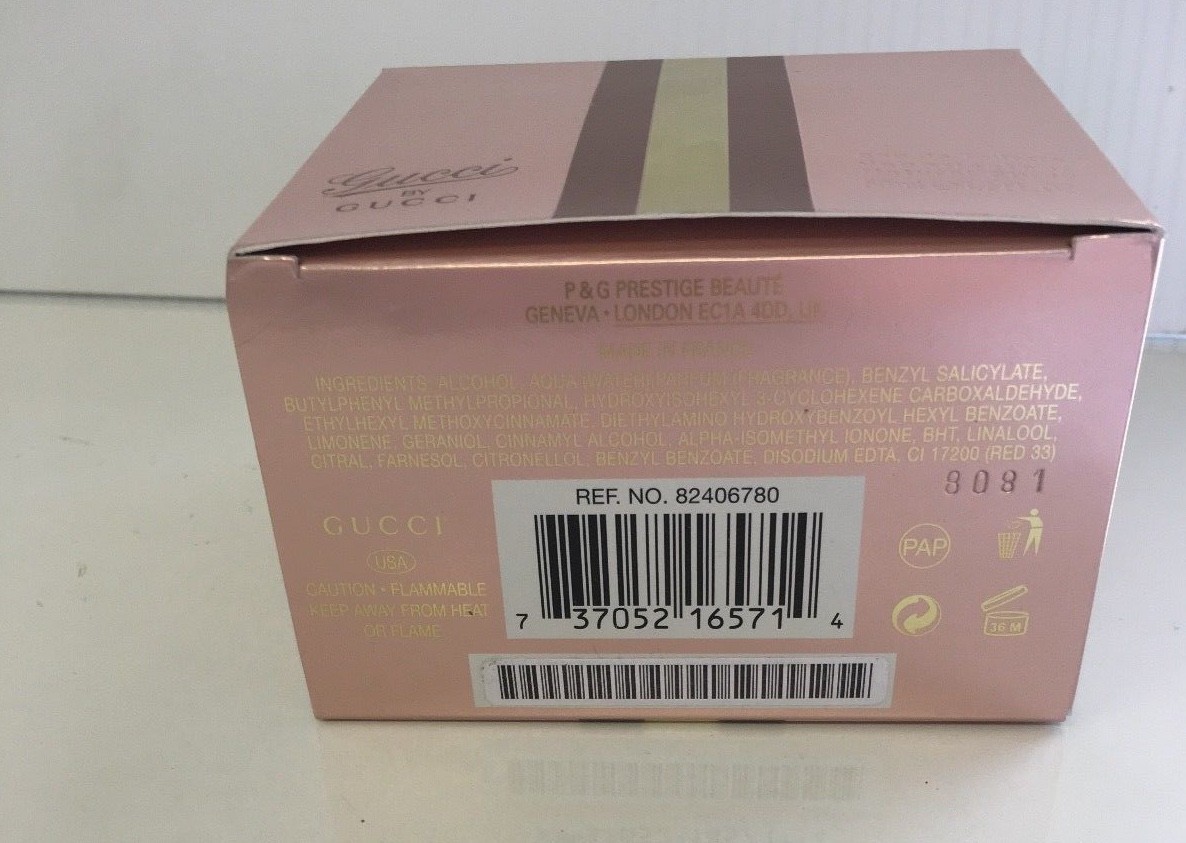 Gucci
BY
GUCCI
P & G PRESTIGE BEAUTÉ
GENEVA • LONDON EC1A 4DD, UK
MADE IN FRANCE
INGREDIENTS: ALCOHOL, AQUA (WATER), PARFUM (FRAGRANCE), BENZYL SALICYLATE,
BUTYLPHENYL METHYLPROPIONAL, HYDROXYISOHEXYL 3-CYCLOHEXENE CARBOXALDEHYDE,
ETHYLHEXYL METHOXYCINNAMATE, DIETHYLAMINO HYDROXYBENZOYL HEXYL BENZOATE,
LIMONENE, GERANIOL, CINNAMYL ALCOHOL, ALPHA-ISOMETHYL IONONE, BHT, LINALOOL,
CITRAL, FARNESOL, CITRONELLOL, BENZYL BENZOATE, DISODIUM EDTA, CI 17200 (RED 33)
8081
REF. NO. 82406780
7 37052 16571 4
GUCCI
USA
CAUTION • FLAMMABLE
KEEP AWAY FROM HEAT
OR FLAME
PAP
36 M